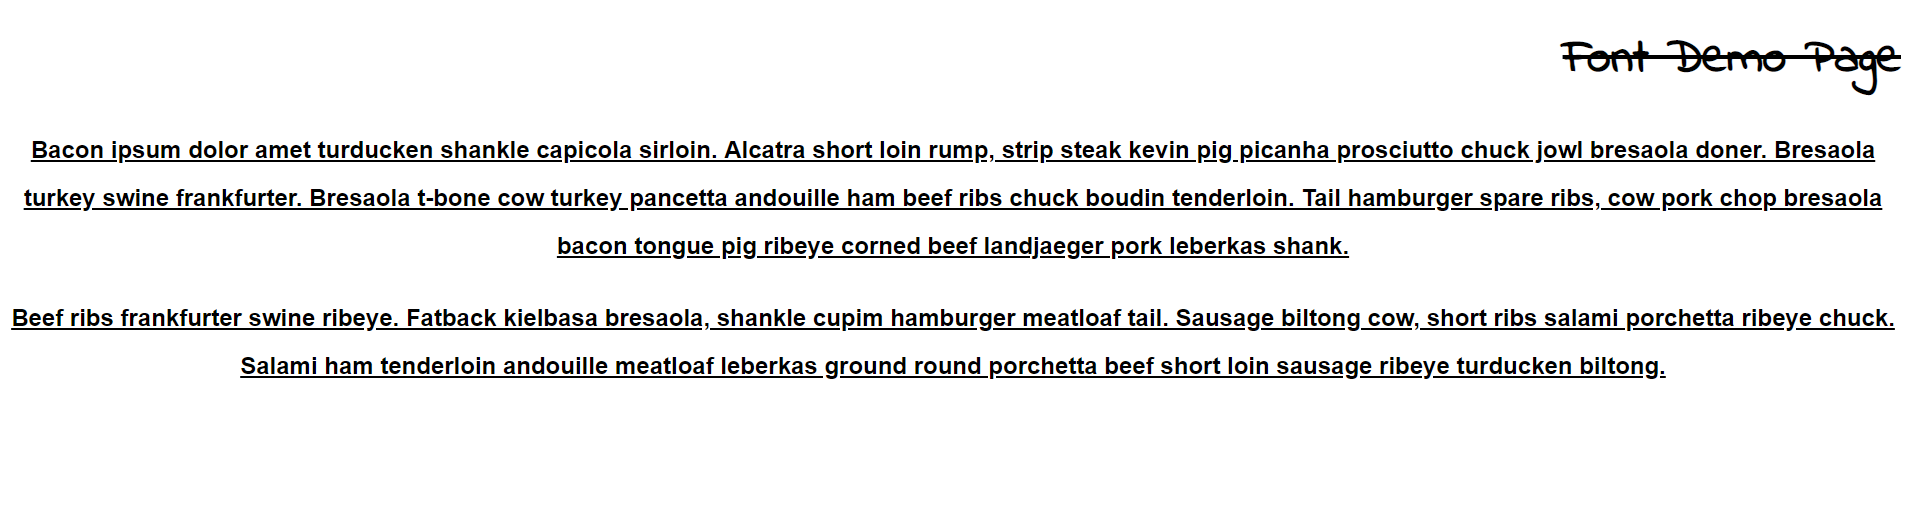 Font Demo Page
Bacon ipsum dolor amet turducken shankle capicola sirloin. Alcatra short loin rump, strip steak kevin pig picanha prosciutto chuck jowl bresaola doner. Bresaola
turkey swine frankfurter. Bresaola t-bone cow turkey pancetta andouille ham beef ribs chuck boudin tenderloin. Tail hamburger spare ribs, cow pork chop bresaola
bacon tongue pig ribeye corned beef landjaeger pork leberkas shank.
Beef ribs frankfurter swine ribeye. Fatback kielbasa bresaola, shankle cupim hamburger meatloaf tail. Sausage biltong cow, short ribs salami porchetta ribeye chuck.
Salami ham tenderloin andouille meatloaf leberkas ground round porchetta beef short loin sausage ribeye turducken biltong.